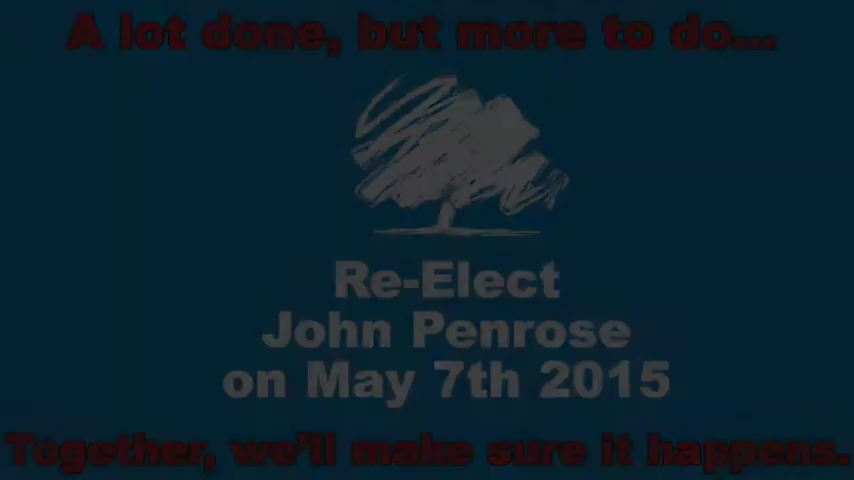 A lot done, but more to do...
Re-Elect
John Penrose
on May 7th 2015
Together, we'll make sure it happens.